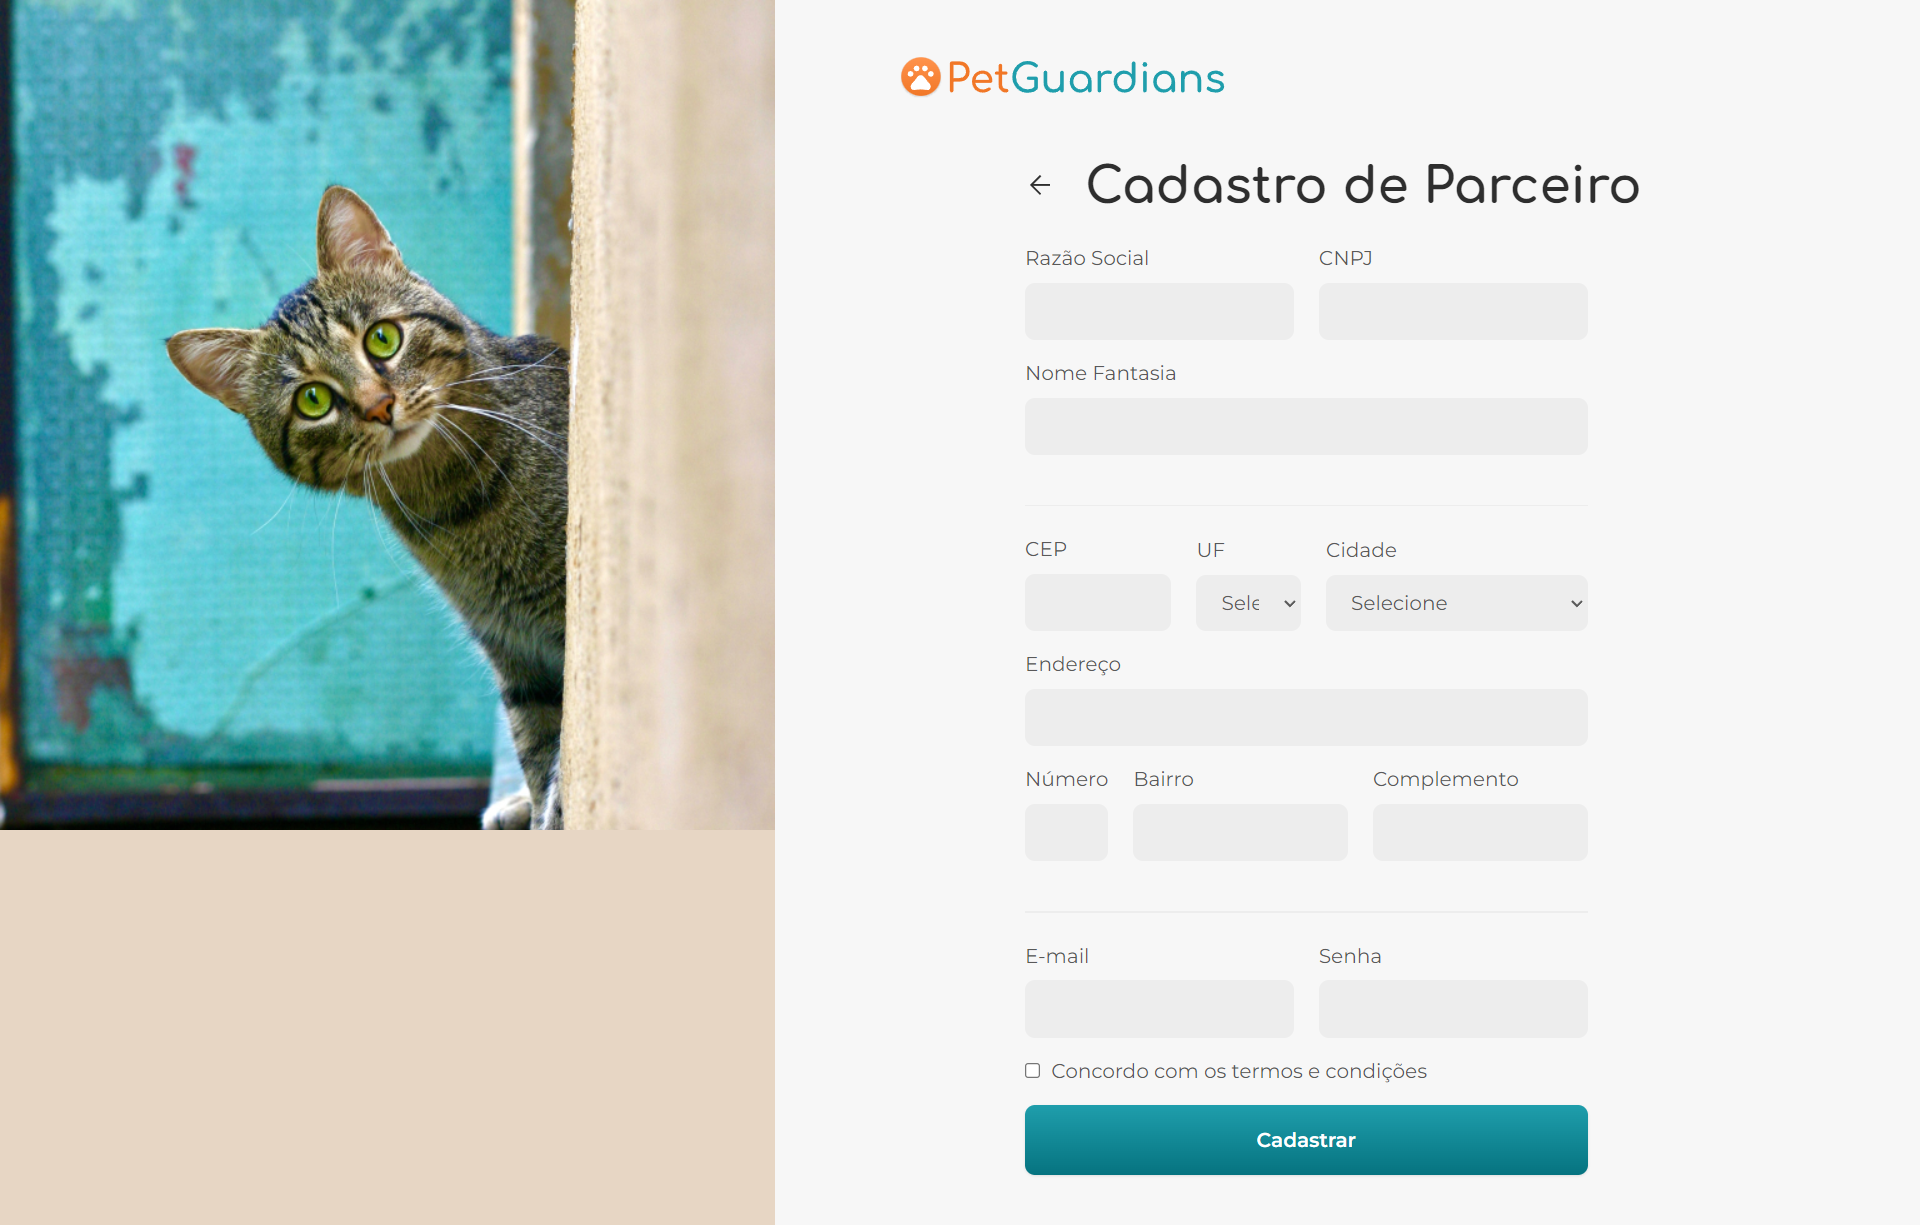 PetGuardians
Cadastro de Parceiro
Razão Social CNPJ
Nome Fantasia
CEP UF Cidade
Sele Selecione
Endereço
Número Bairro Complemento
E-mail Senha
Concordo com os termos e condições
Cadastrar